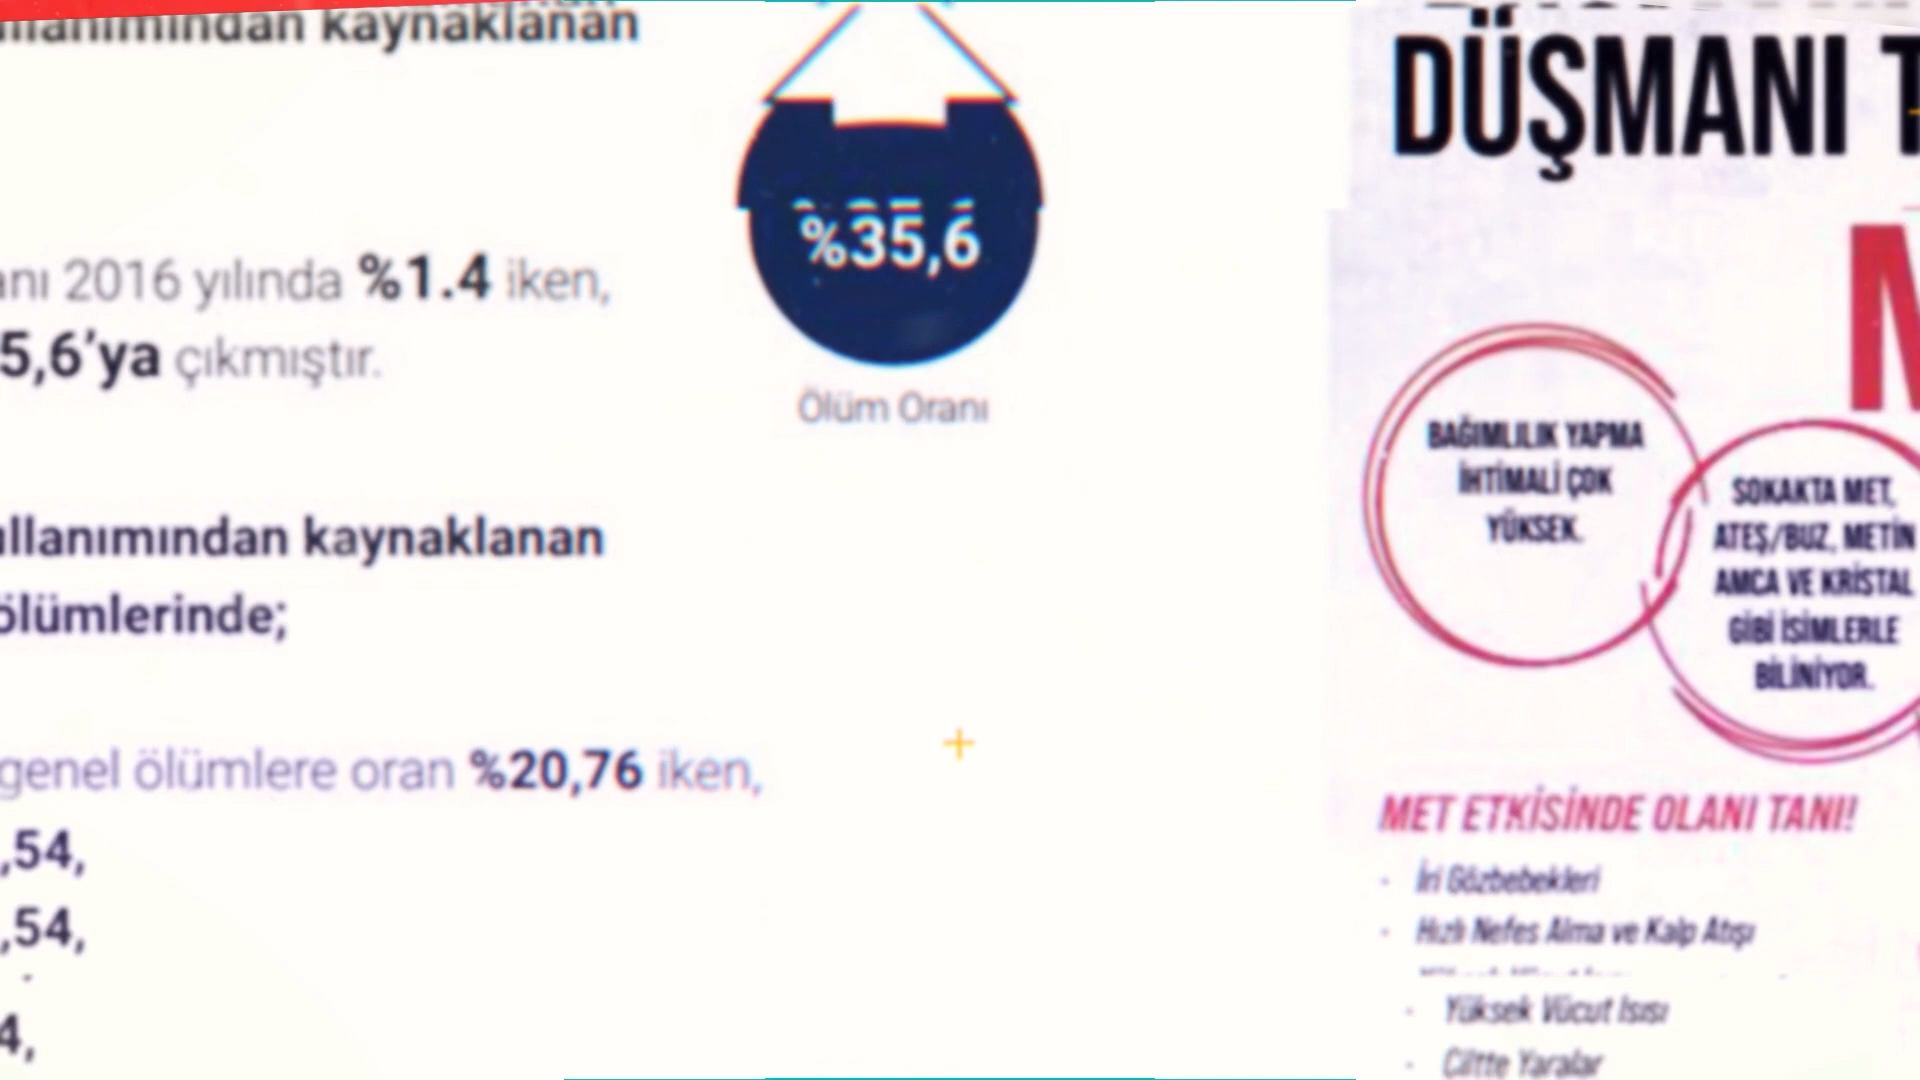 kaynaklanan
2016 yılında %1.4 iken,
5,6’ya çıkmıştır.
%35,6
Ölüm Oranı
kaynaklanan
ölümlerinde;
genel ölümlere oran %20,76 iken,
,54,
,54,
4,
DÜŞMANI
BAĞIMLILIK YAPMA
İHTİMALİ ÇOK
YÜKSEK.
SOKAKTA MET,
ATEŞ/BUZ, METİN
AMCA VE KRİSTAL
GİBİ İSİMLERLE
BİLİNİYOR.
MET ETKİSİNDE OLANI TANI!
- İri Gözbebekleri
- Hızlı Nefes Alma ve Kalp Atışı
- Yüksek Vücut Isısı
- Ciltte Yaralar